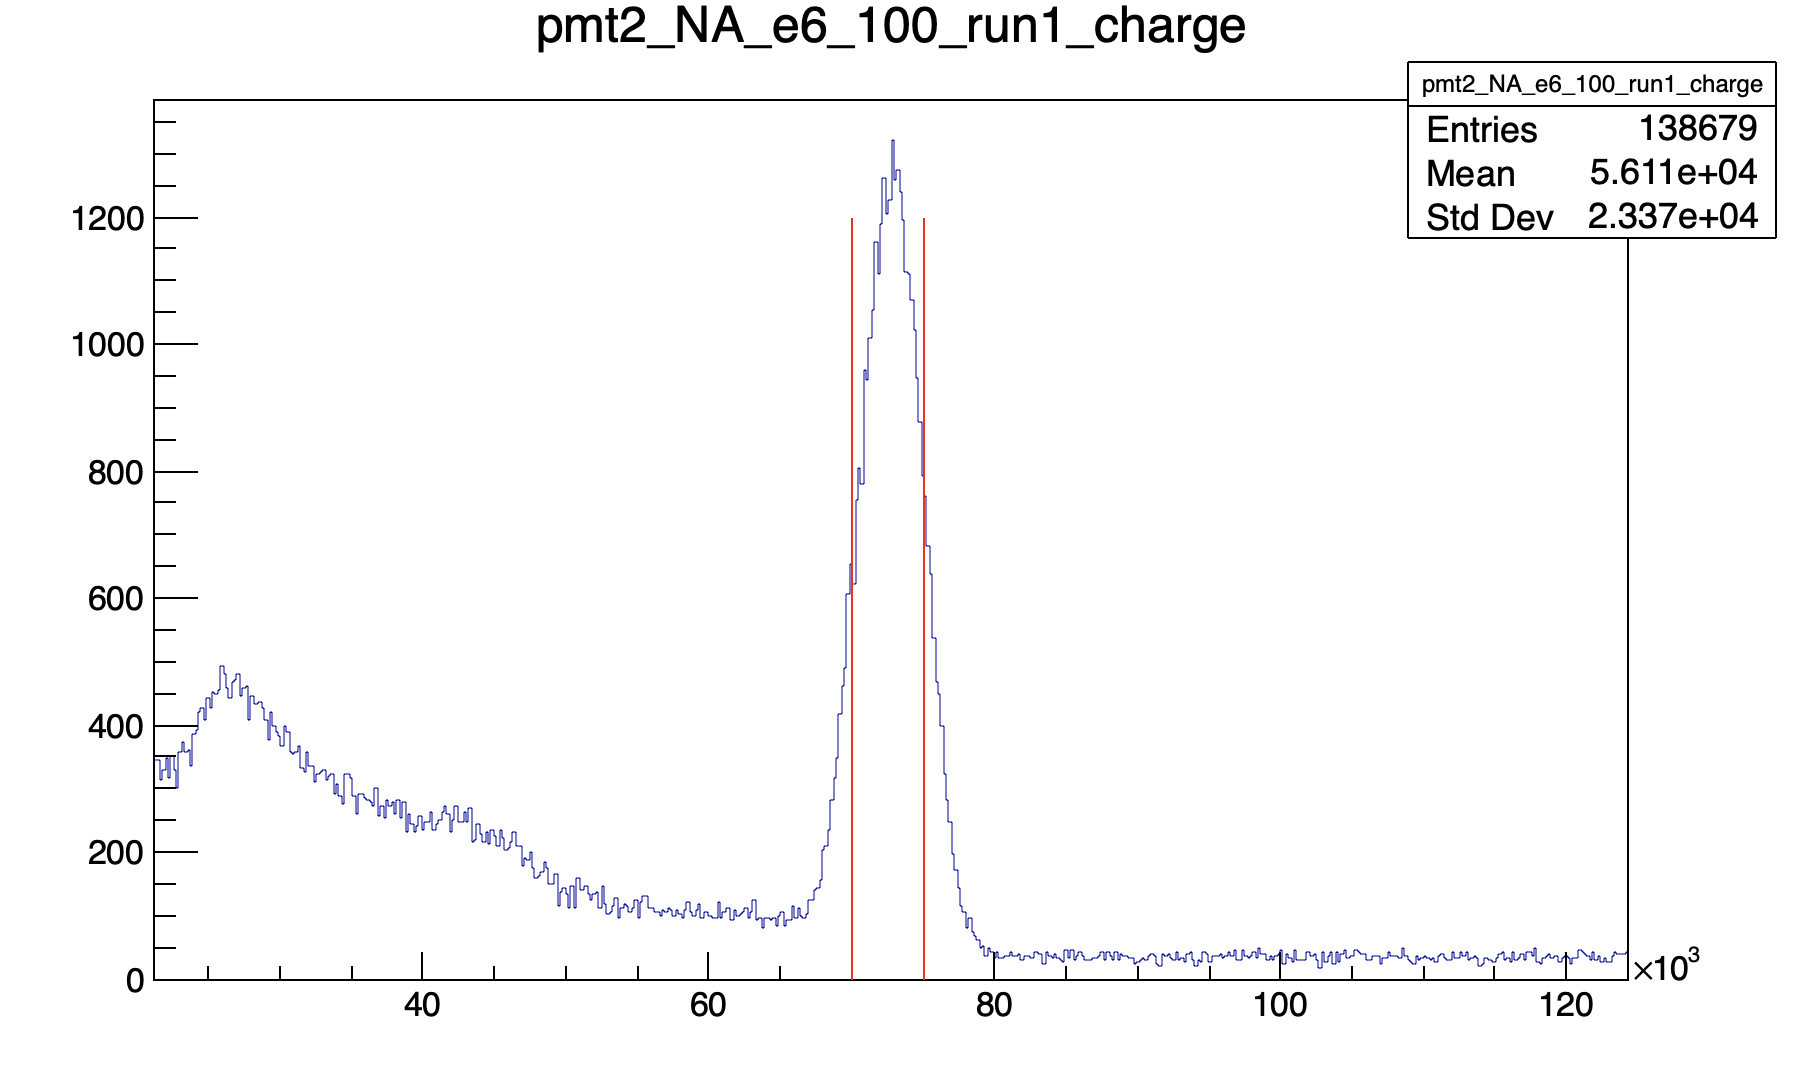 pmt2_NA_e6_100_run1_charge
pmt2_NA_e6_100_run1_charge
Entries 138679
Mean 5.611e+04
Std Dev 2.337e+04
1200
1000
800
600
400
200
0
40 60 80 100 120
×10³